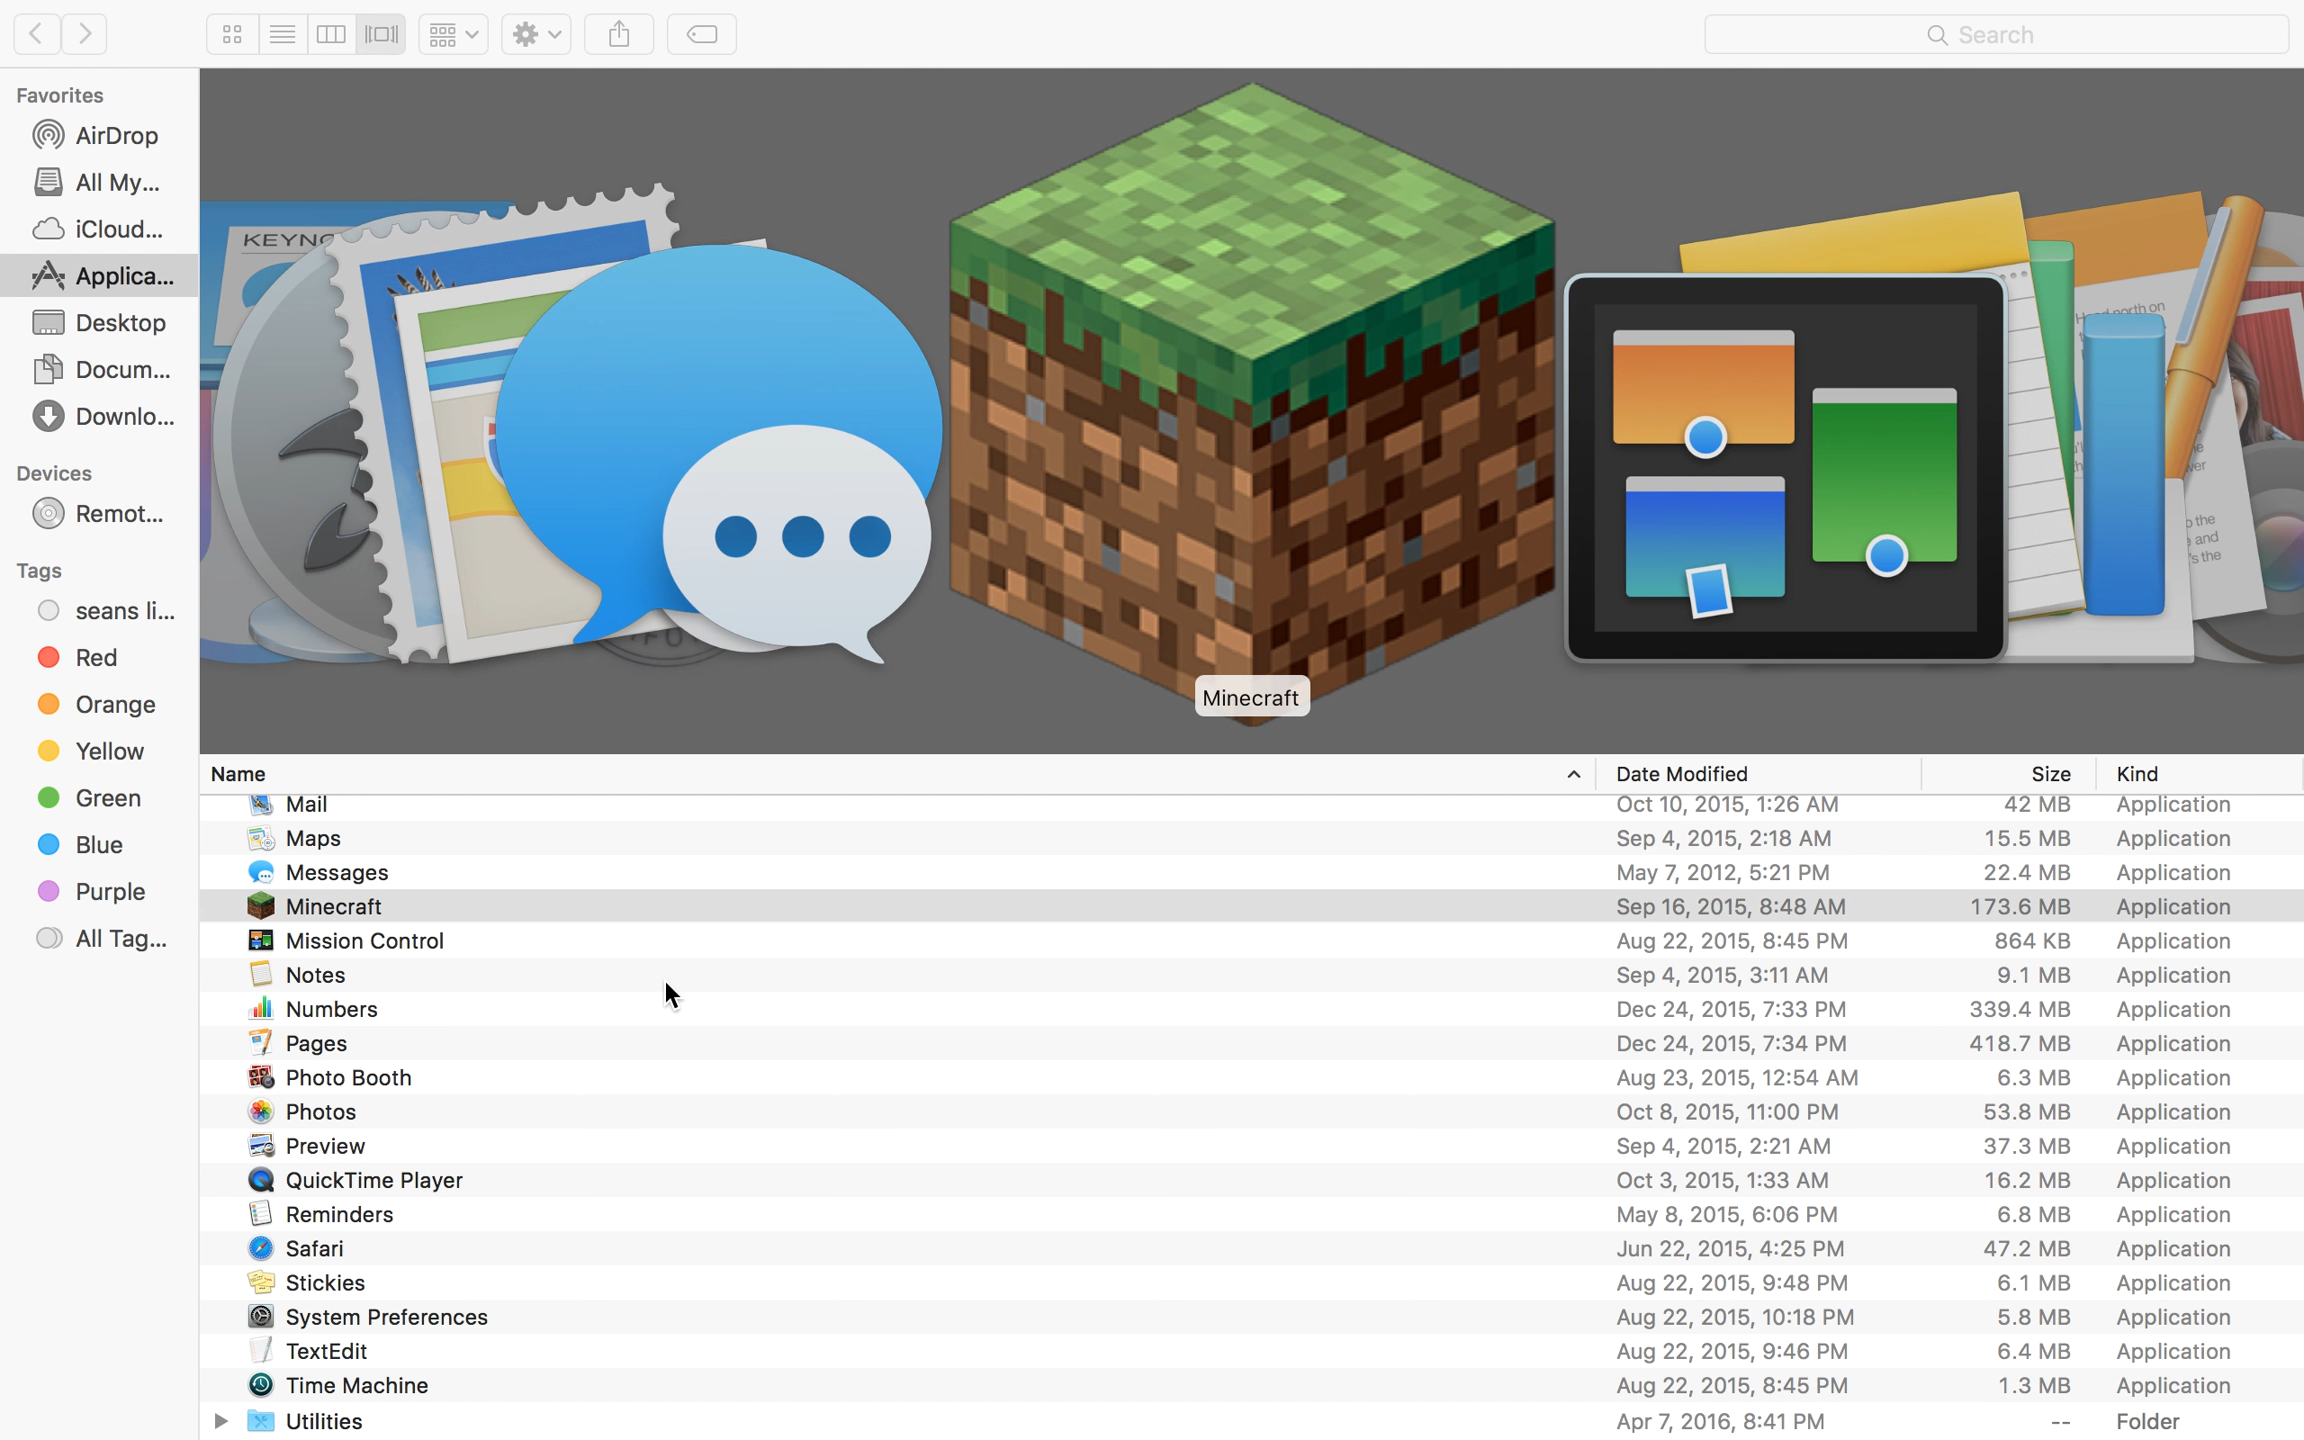 Search
Favorites
AirDrop
All My...
iCloud...
Applica...
Desktop
Docum...
Downlo...
Devices
Remot...
Tags
seans li...
Red
Orange
Yellow
Green
Blue
Purple
All Tag...
KEYNO
Minecraft
Name Date Modified Size Kind
Mail Oct 10, 2015, 1:26 AM 42 MB Application
Maps Sep 4, 2015, 2:18 AM 15.5 MB Application
Messages May 7, 2012, 5:21 PM 22.4 MB Application
Minecraft Sep 16, 2015, 8:48 AM 173.6 MB Application
Mission Control Aug 22, 2015, 8:45 PM 864 KB Application
Notes Sep 4, 2015, 3:11 AM 9.1 MB Application
Numbers Dec 24, 2015, 7:33 PM 339.4 MB Application
Pages Dec 24, 2015, 7:34 PM 418.7 MB Application
Photo Booth Aug 23, 2015, 12:54 AM 6.3 MB Application
Photos Oct 8, 2015, 11:00 PM 53.8 MB Application
Preview Sep 4, 2015, 2:21 AM 37.3 MB Application
QuickTime Player Oct 3, 2015, 1:33 AM 16.2 MB Application
Reminders May 8, 2015, 6:06 PM 6.8 MB Application
Safari Jun 22, 2015, 4:25 PM 47.2 MB Application
Stickies Aug 22, 2015, 9:48 PM 6.1 MB Application
System Preferences Aug 22, 2015, 10:18 PM 5.8 MB Application
TextEdit Aug 22, 2015, 9:46 PM 6.4 MB Application
Time Machine Aug 22, 2015, 8:45 PM 1.3 MB Application
Utilities Apr 7, 2016, 8:41 PM -- Folder